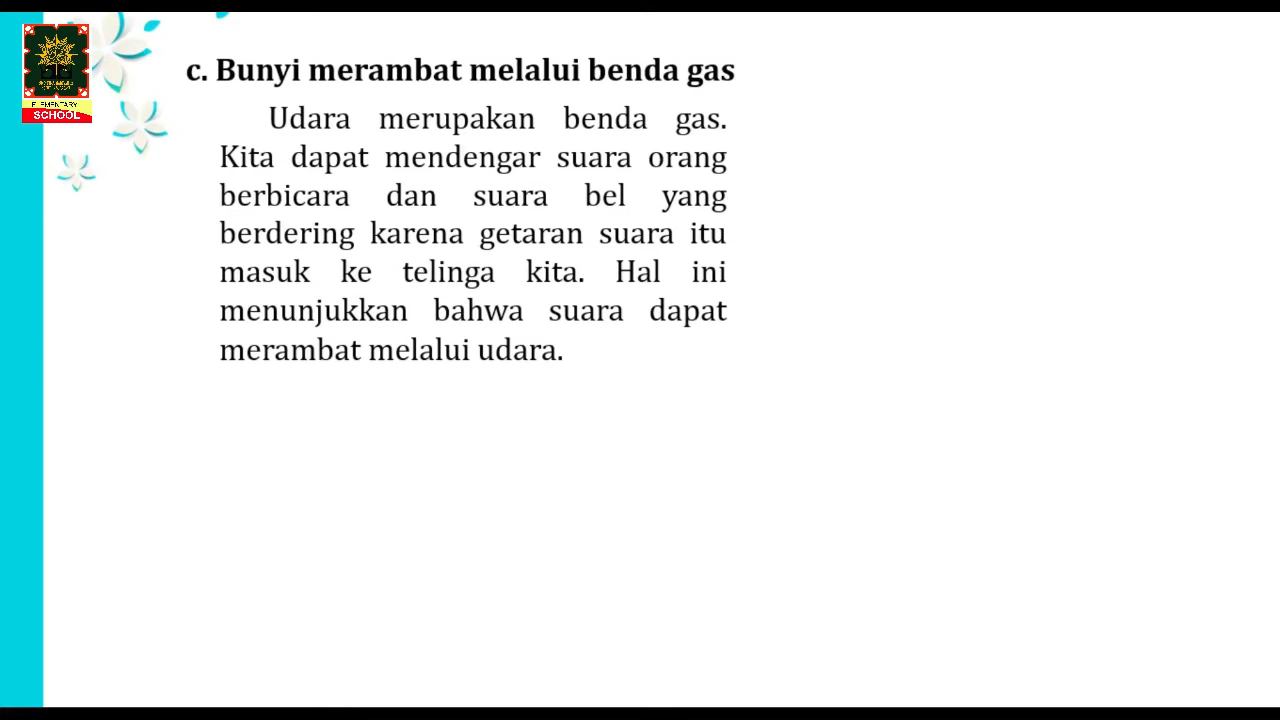 ELEMENTARY
SCHOOL
c. Bunyi merambat melalui benda gas
Udara merupakan benda gas.
Kita dapat mendengar suara orang
berbicara dan suara bel yang
berdering karena getaran suara itu
masuk ke telinga kita. Hal ini
menunjukkan bahwa suara dapat
merambat melalui udara.